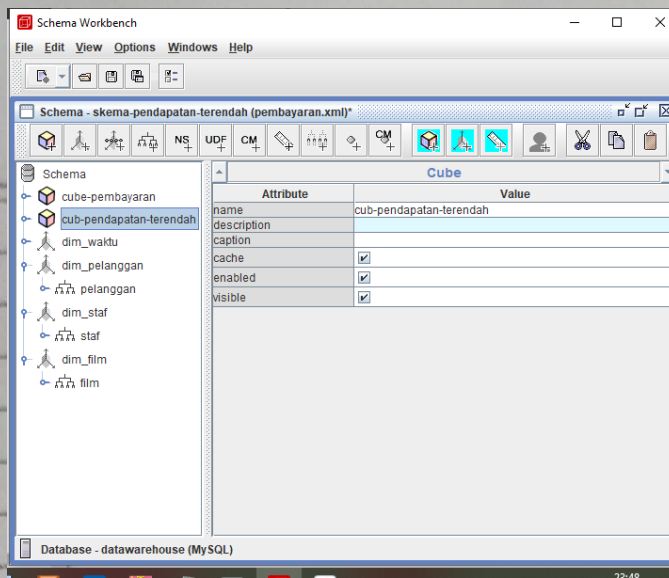 Schema Workbench
File Edit View Options Windows Help
Schema - skema-pendapatan-terendah (pembayaran.xml)*
NS UDF CM CM
Schema
cube-pembayaran
cub-pendapatan-terendah
dim_waktu
dim_pelanggan
pelanggan
dim_staf
staf
dim_film
film
Cube
Attribute Value
name cub-pendapatan-terendah
description
caption
cache
enabled
visible
Database - datawarehouse (MySQL)
22:48